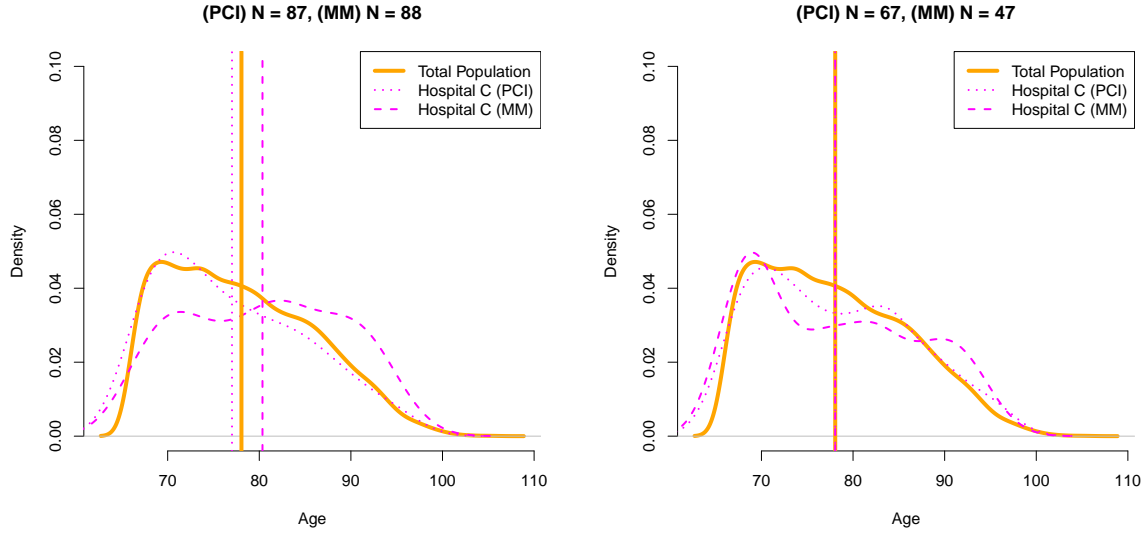 (PCI) N = 87, (MM) N = 88
0.10
0.08
0.06
0.04
0.02
0.00
Density
Total Population
Hospital C (PCI)
Hospital C (MM)
70 80 90 100 110
Age
(PCI) N = 67, (MM) N = 47
0.10
0.08
0.06
0.04
0.02
0.00
Density
Total Population
Hospital C (PCI)
Hospital C (MM)
70 80 90 100 110
Age